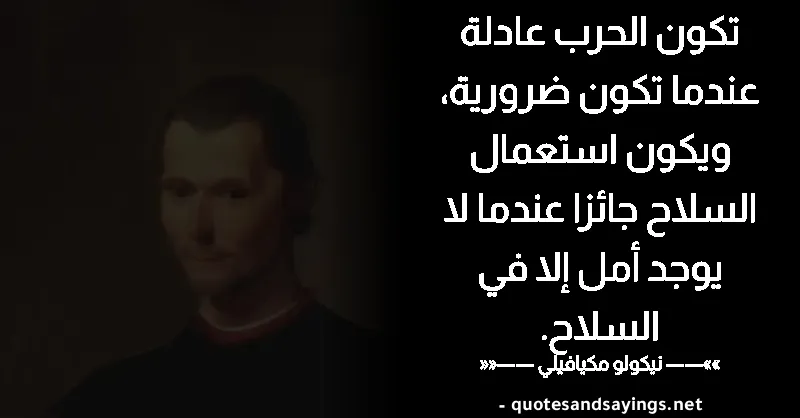 تكون الحرب عادلة
عندما تكون ضرورية،
ويكون استعمال
السلاح جائزا عندما لا
يوجد أمل إلا في
السلاح.
»»—— نيكولو مكيافيلي ——««
- quotesandsayings.net